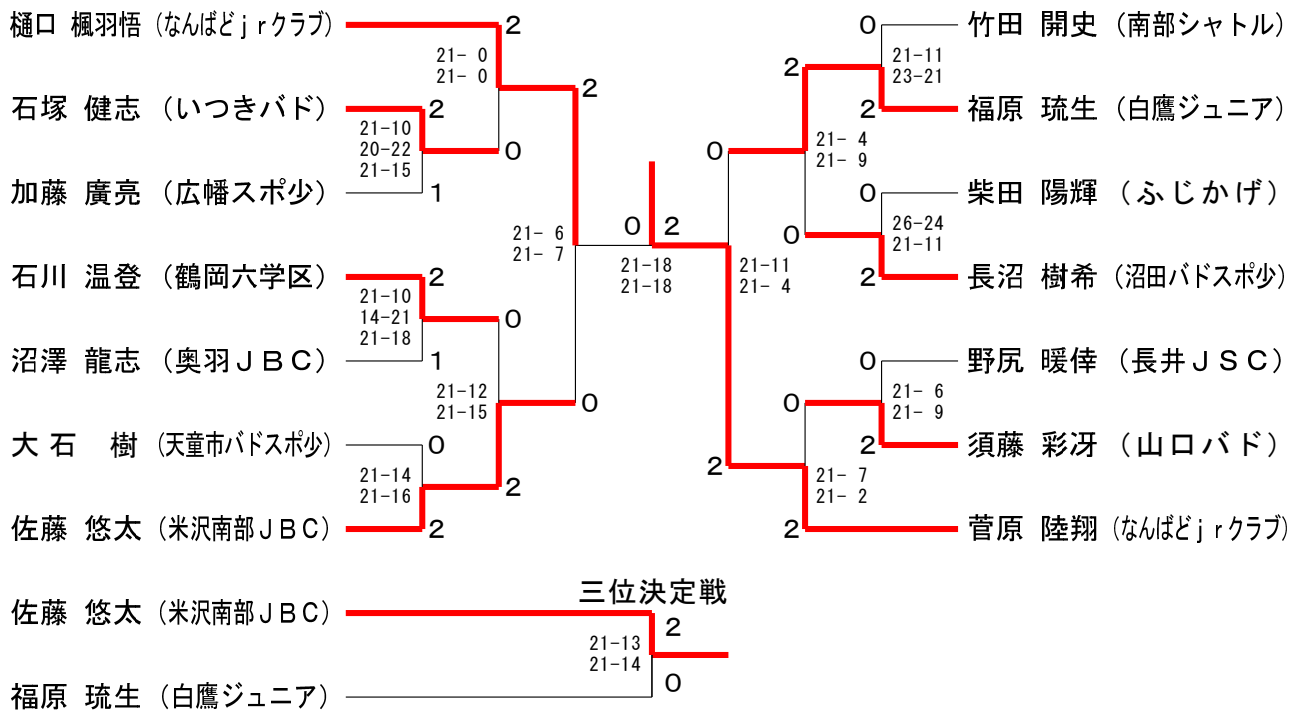 樋口 楓羽悟 (なんばどｊｒクラブ)
2
21- 0
21- 0
石塚 健志 (いつきバド)
2
21-10
20-22
21-15
0
加藤 廣亮 (広幡スポ少)
1
2
21- 6
21- 7
石川 温登 (鶴岡六学区)
2
21-10
14-21
21-18
0
沼澤 龍志 (奥羽ＪＢＣ)
1
21-12
21-15
0
大石 樹 (天童市バドスポ少)
0
21-14
21-16
2
佐藤 悠太 (米沢南部ＪＢＣ)
2
0 2
21-18
21-18
0 竹田 開史 (南部シャトル)
21-11
23-21
2
2 福原 琉生 (白鷹ジュニア)
21- 4
21- 9
0
0 柴田 陽輝 (ふじかげ)
26-24
21-11
0
2 長沼 樹希 (沼田バドスポ少)
21-11
21- 4
0 野尻 暖倖 (長井ＪＳＣ)
21- 6
21- 9
0
2 須藤 彩冴 (山口バド)
2
21- 7
21- 2
2 菅原 陸翔 (なんばどｊｒクラブ)
三位決定戦
佐藤 悠太 (米沢南部ＪＢＣ)
2
21-13
21-14
福原 琉生 (白鷹ジュニア)
0